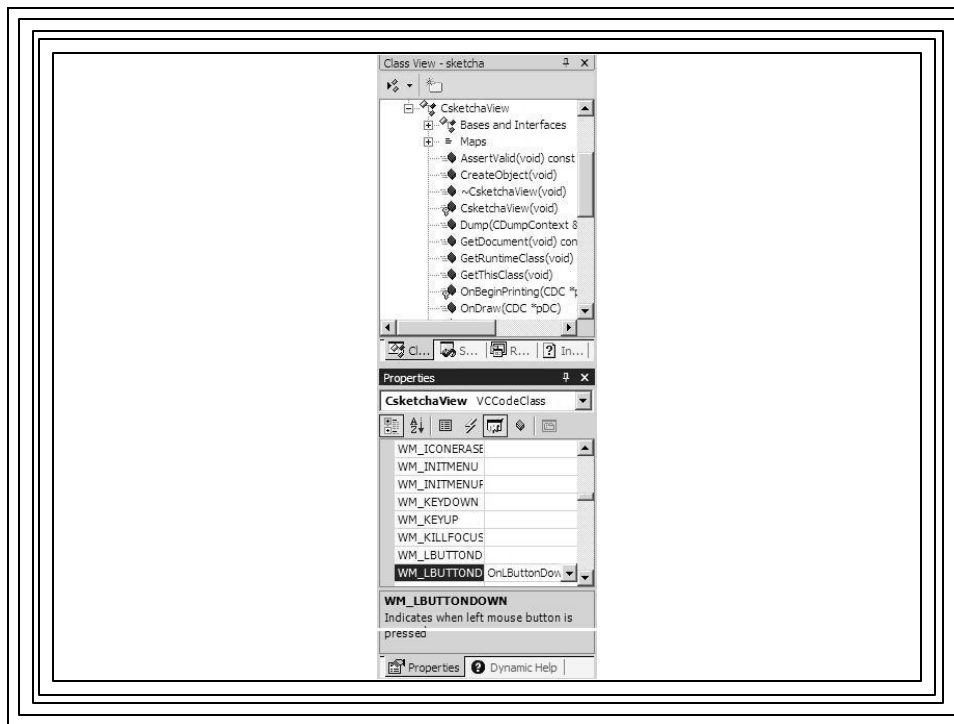 Class View - sketcha
CsketchaView
Bases and Interfaces
Maps
AssertValid(void) const
CreateObject(void)
~CsketchaView(void)
CsketchaView(void)
Dump(CDumpContext &
GetDocument(void) con
GetRuntimeClass(void)
GetThisClass(void)
OnBeginPrinting(CDC *p
OnDraw(CDC *pDC)
Cl... S... R... In...
Properties
CsketchaView VCCodeClass
WM_ICONERASE
WM_INITMENU
WM_INITMENUP
WM_KEYDOWN
WM_KEYUP
WM_KILLFOCUS
WM_LBUTTOND
WM_LBUTTOND OnLButtonDow
WM_LBUTTONDOWN
Indicates when left mouse button is
pressed
Properties Dynamic Help